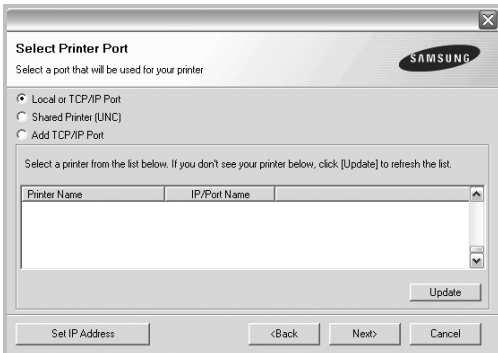 Select Printer Port
Select a port that will be used for your printer
SAMSUNG
Local or TCP/IP Port
Shared Printer (UNC)
Add TCP/IP Port
Select a printer from the list below. If you don't see your printer below, click [Update] to refresh the list.
Printer Name IP/Port Name
Update
Set IP Address <Back Next> Cancel